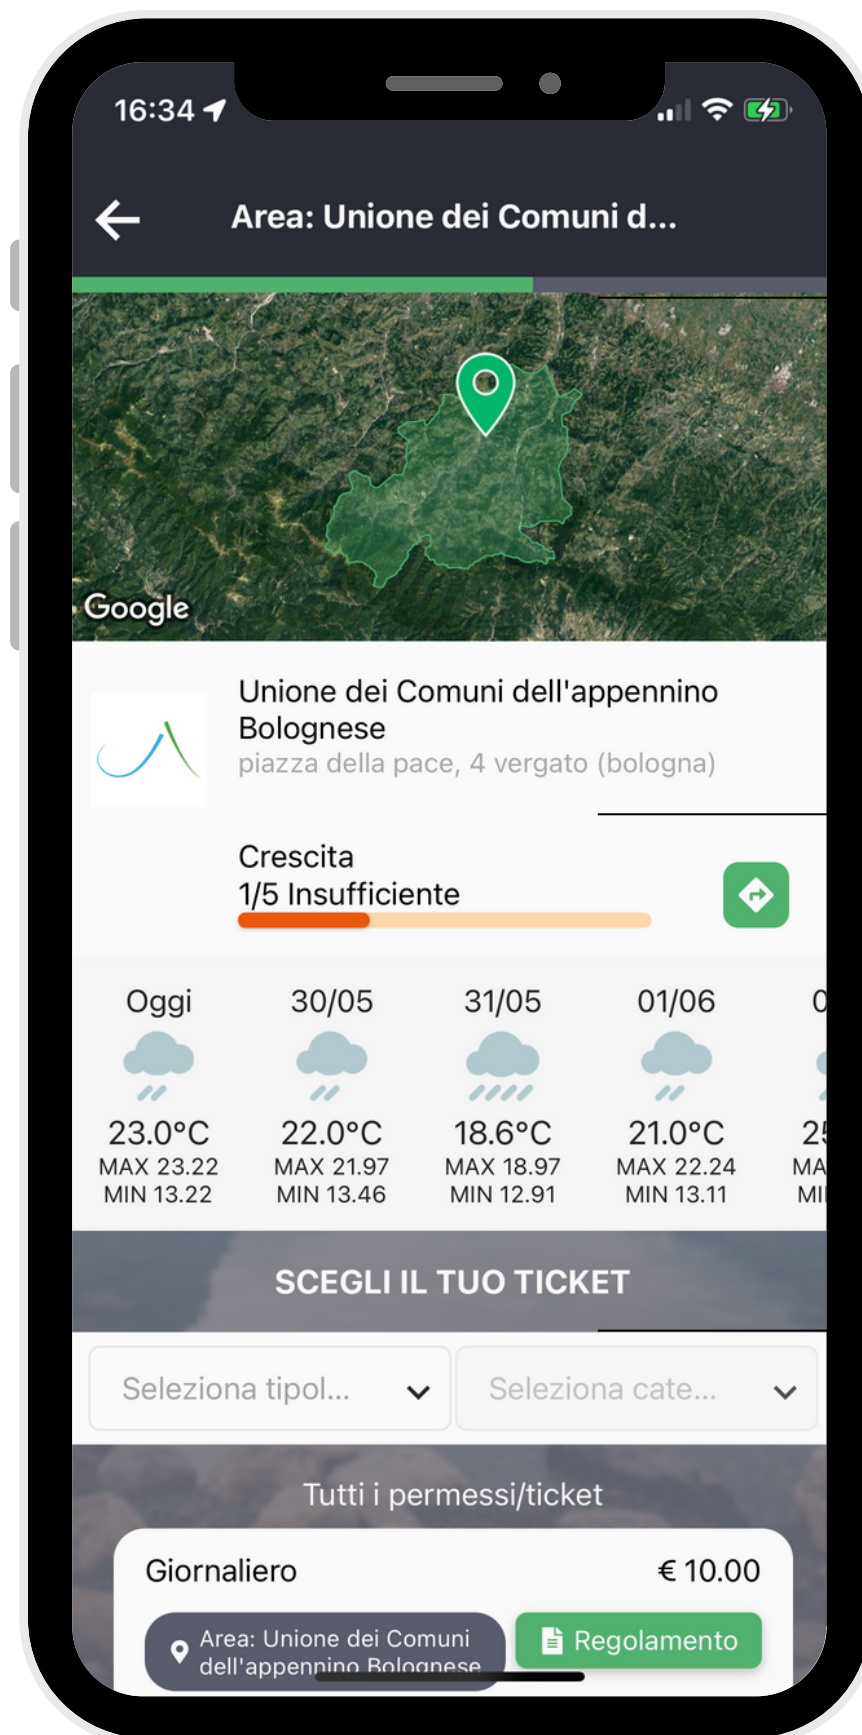 16:34
Area: Unione dei Comuni d...
Google
Unione dei Comuni dell'appennino
Bolognese
piazza della pace, 4 vergato (bologna)
Crescita
1/5 Insufficiente
Oggi 30/05 31/05 01/06 0
23.0°C 22.0°C 18.6°C 21.0°C
MAX 23.22 MAX 21.97 MAX 18.97 MAX 22.24
MIN 13.22 MIN 13.46 MIN 12.91 MIN 13.11
SCEGLI IL TUO TICKET
Seleziona tipol... Seleziona cate...
Tutti i permessi/ticket
Giornaliero € 10.00
Area: Unione dei Comuni
dell'appennino Bolognese
Regolamento